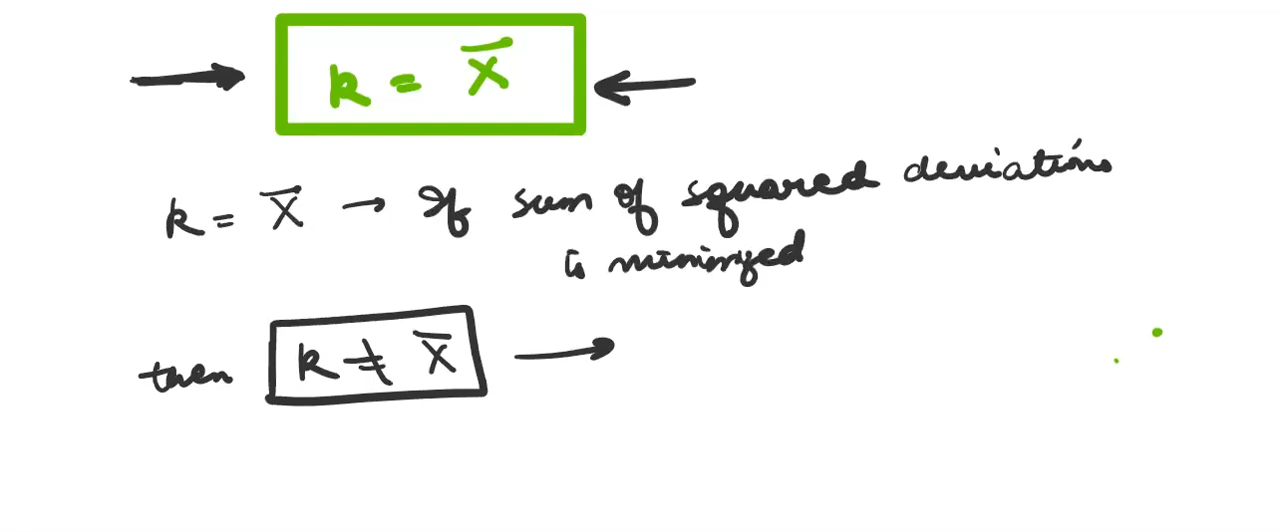 k = x̄
k = x̄ → If sum of squared deviations
is minimized
then k ≠ x̄ →